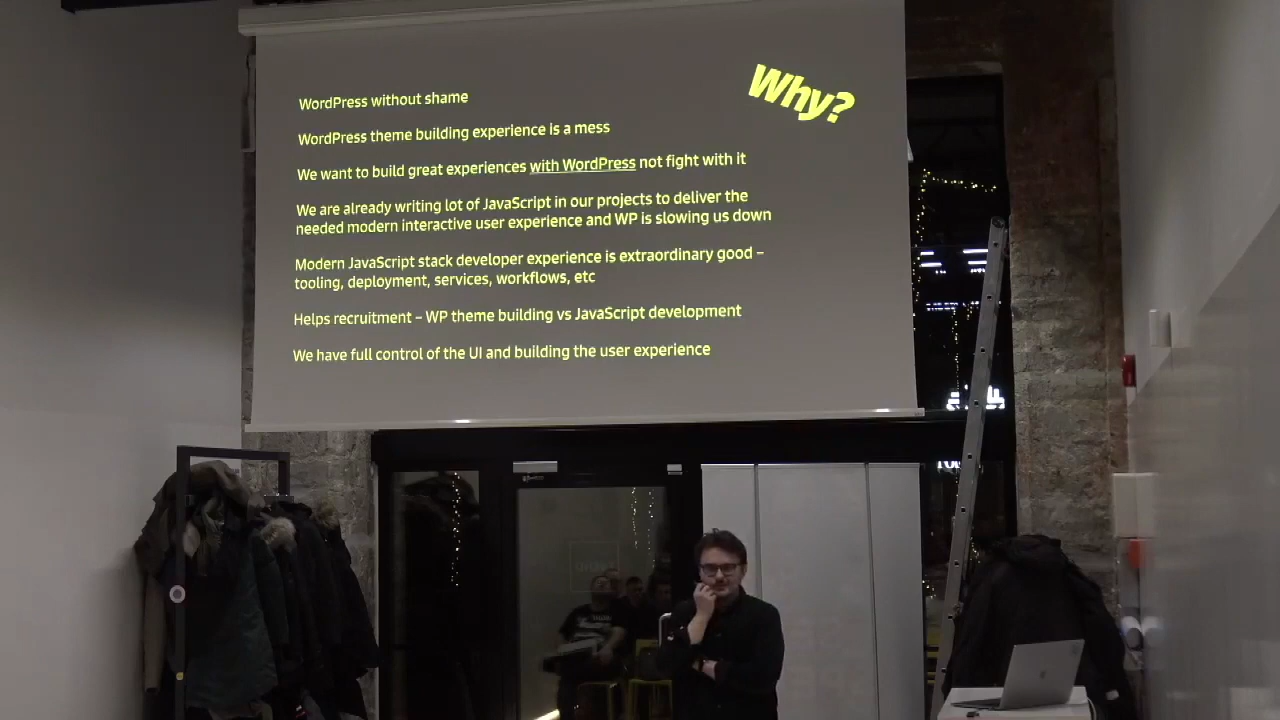 Why?
WordPress without shame
WordPress theme building experience is a mess
We want to build great experiences with WordPress not fight with it
We are already writing lot of JavaScript in our projects to deliver the
needed modern interactive user experience and WP is slowing us down
Modern JavaScript stack developer experience is extraordinary good –
tooling, deployment, services, workflows, etc
Helps recruitment – WP theme building vs JavaScript development
We have full control of the UI and building the user experience